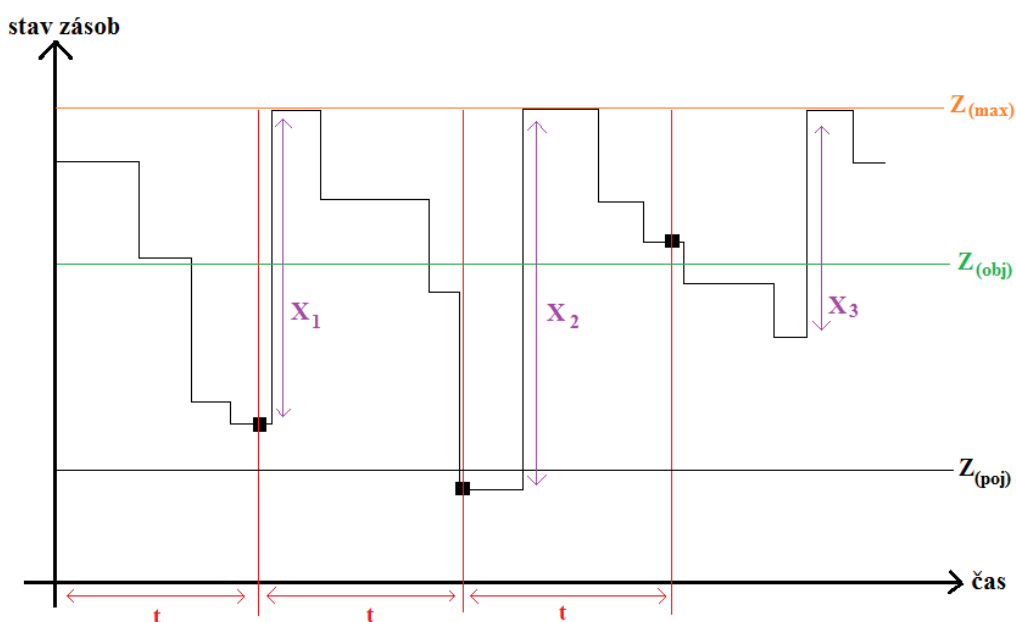 stav zásob
Z(max)
Z(obj)
X1
X2
X3
Z(poj)
čas
t
t
t